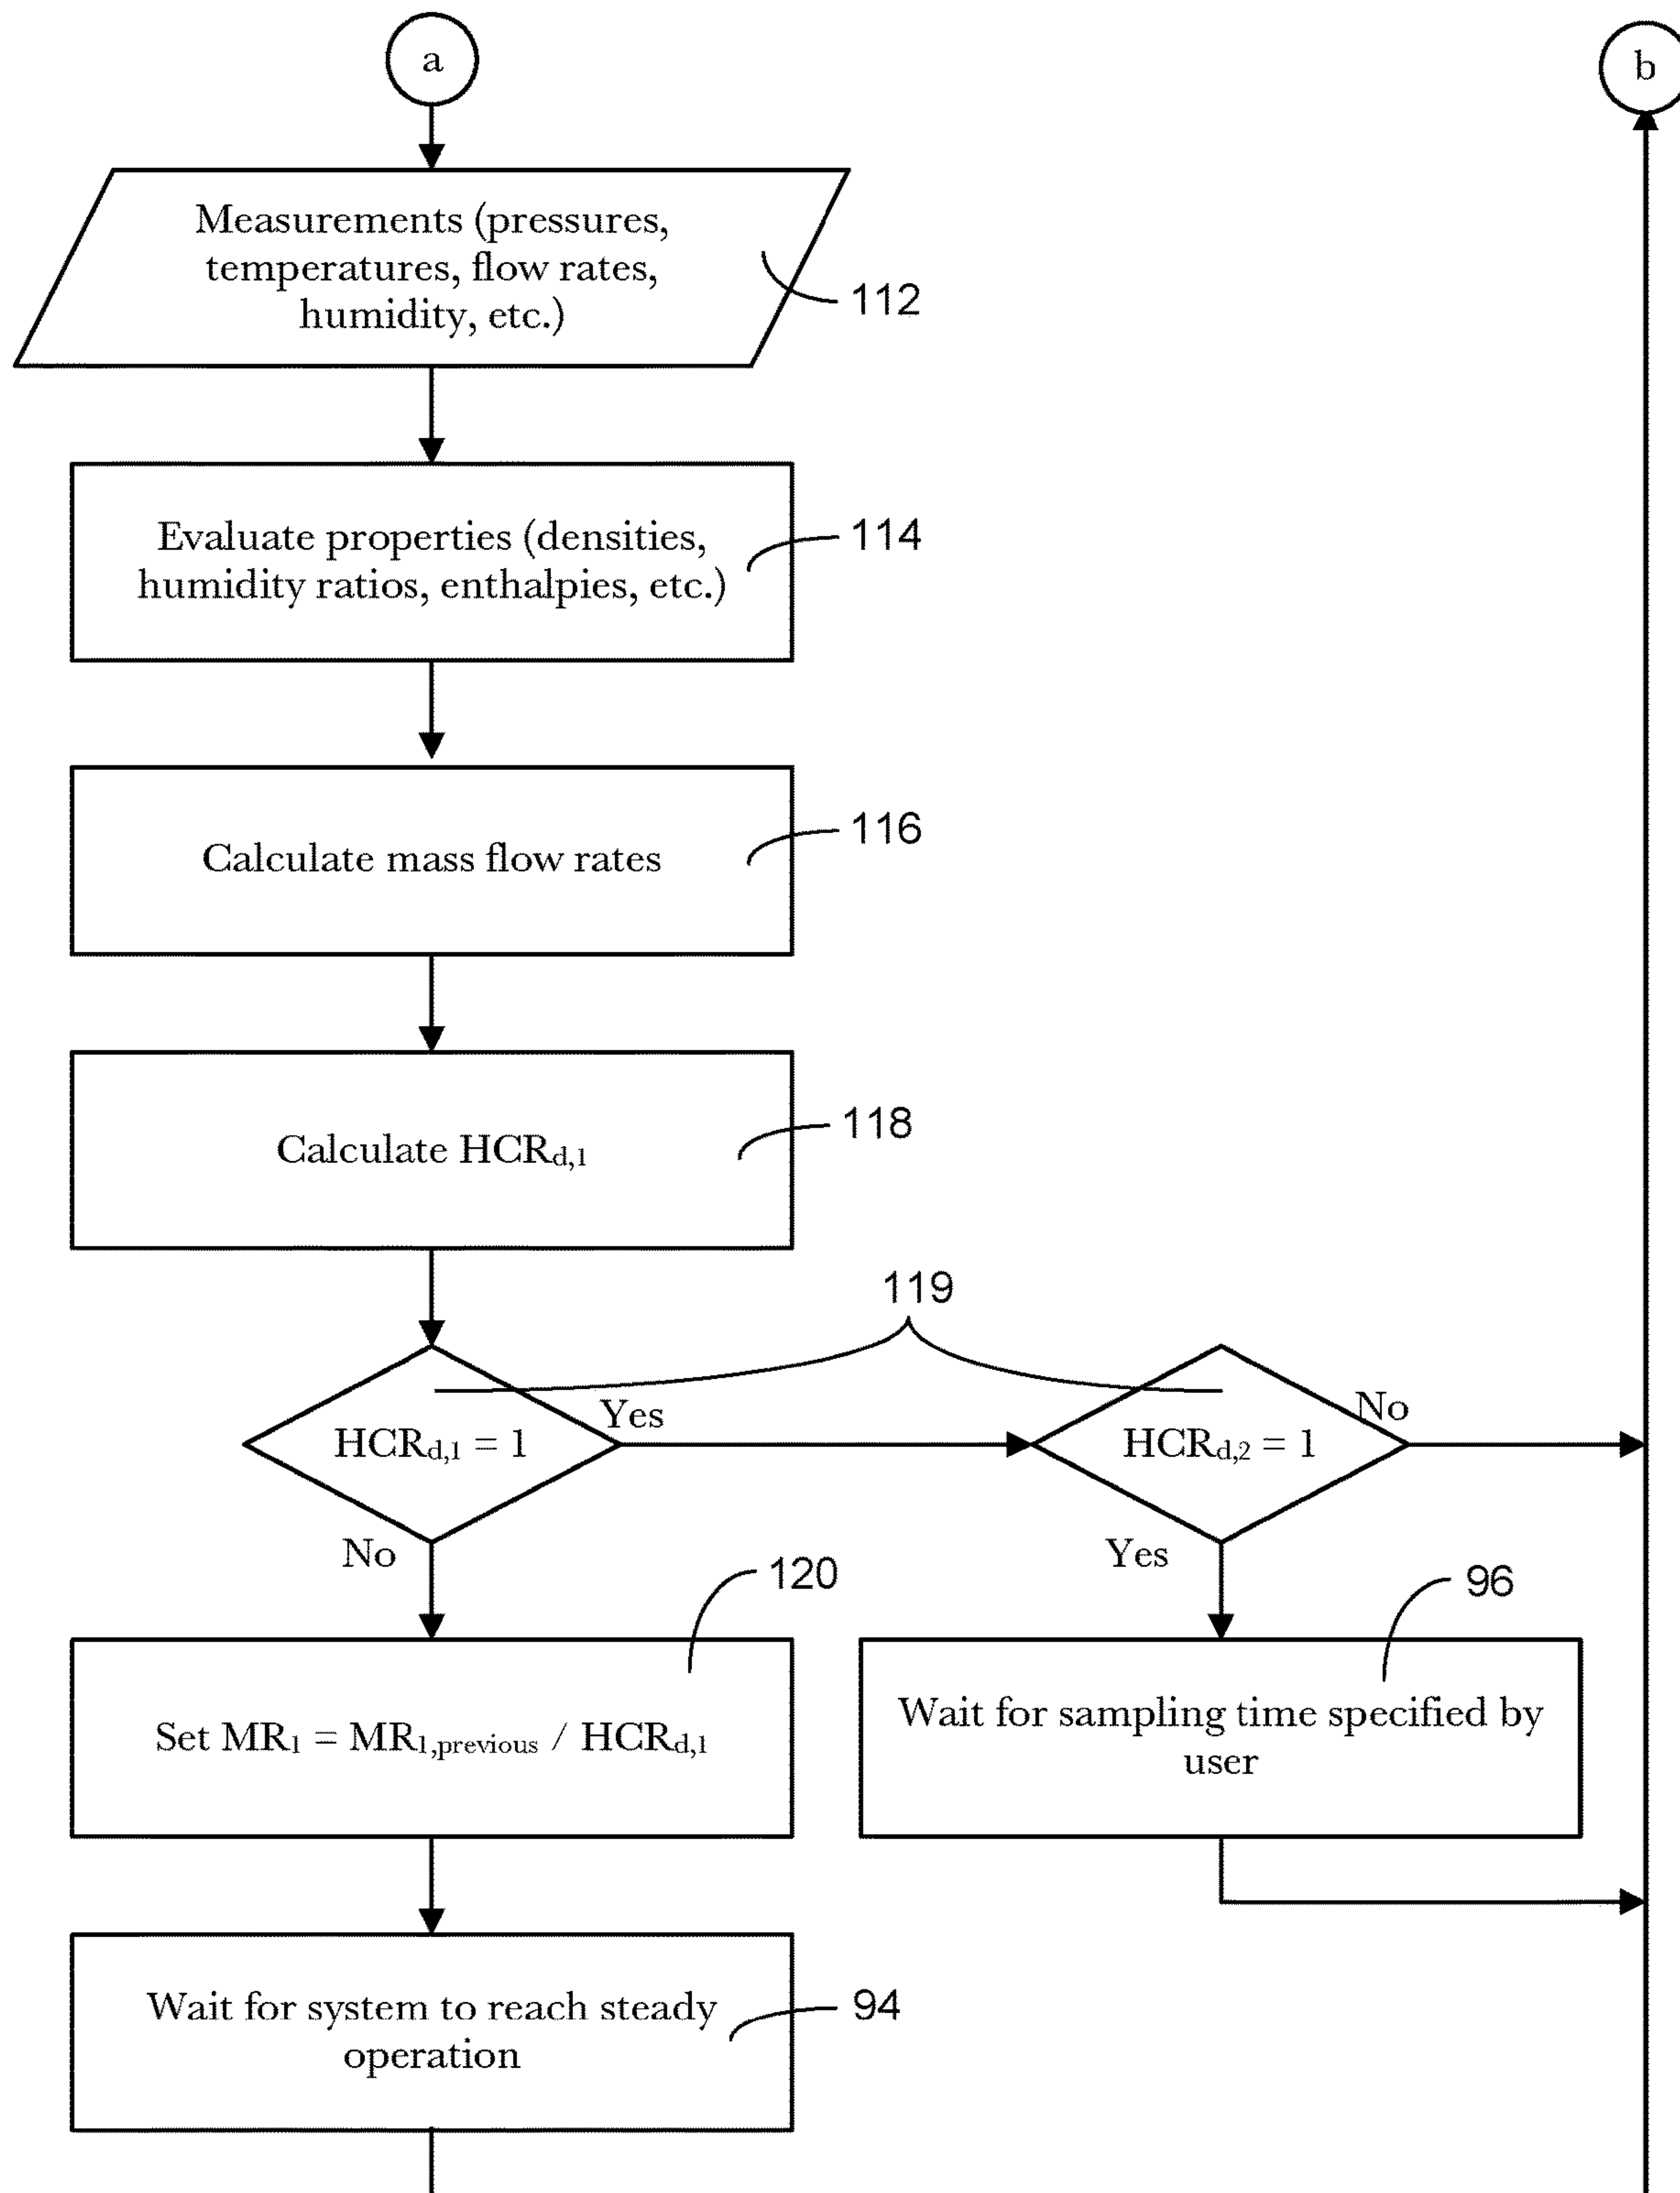 a
b
Measurements (pressures,
temperatures, flow rates,
humidity, etc.)
112
Evaluate properties (densities,
humidity ratios, enthalpies, etc.)
114
Calculate mass flow rates
116
Calculate HCRd,1
118
119
HCRd,1 = 1
Yes
No
HCRd,2 = 1
No
Yes
120
Set MR1 = MR1,previous / HCRd,1
96
Wait for sampling time specified by
user
Wait for system to reach steady
operation
94